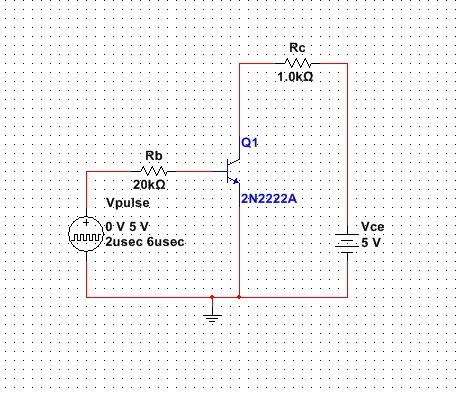 Rc
1.0kΩ
Q1
Rb
20kΩ
2N2222A
Vpulse
0 V 5 V
2usec 6usec
Vce
5 V